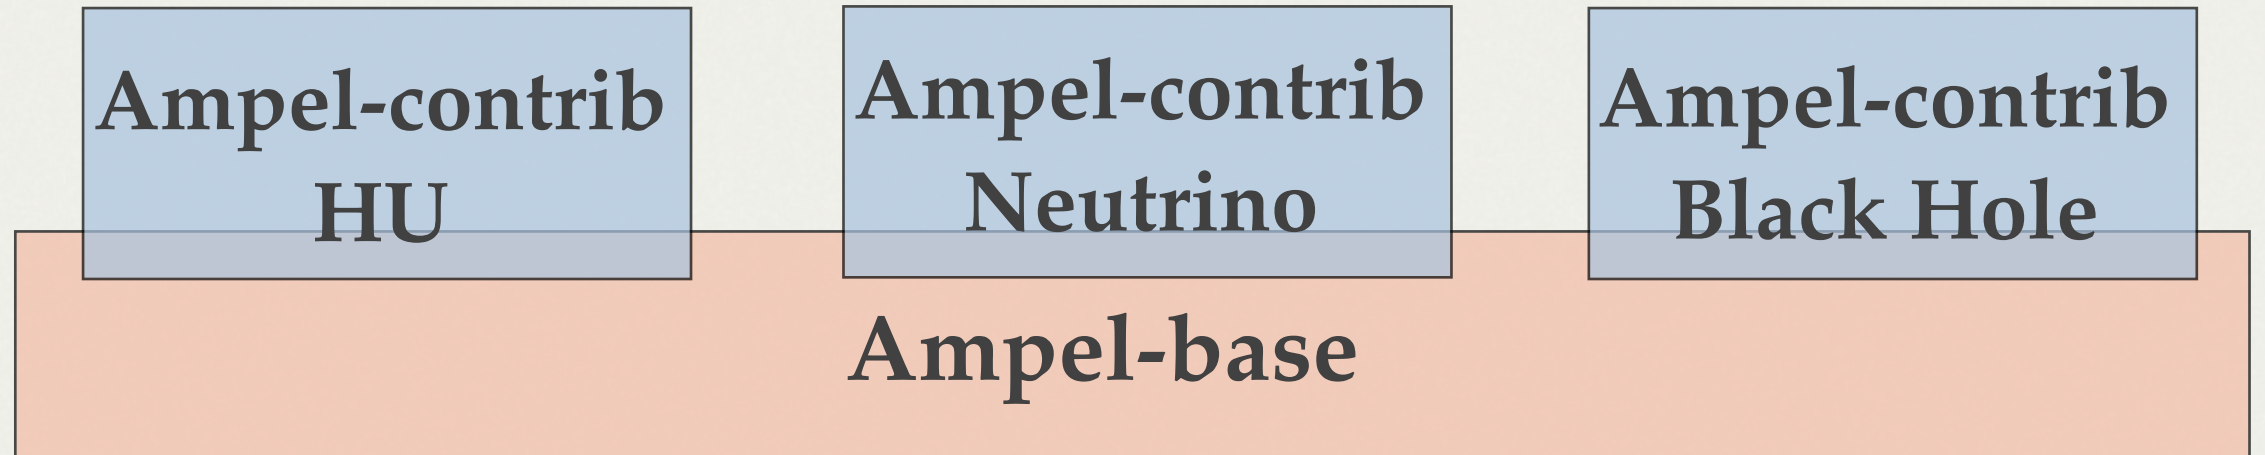 Ampel-contrib
HU
Ampel-contrib
Neutrino
Ampel-contrib
Black Hole
Ampel-base